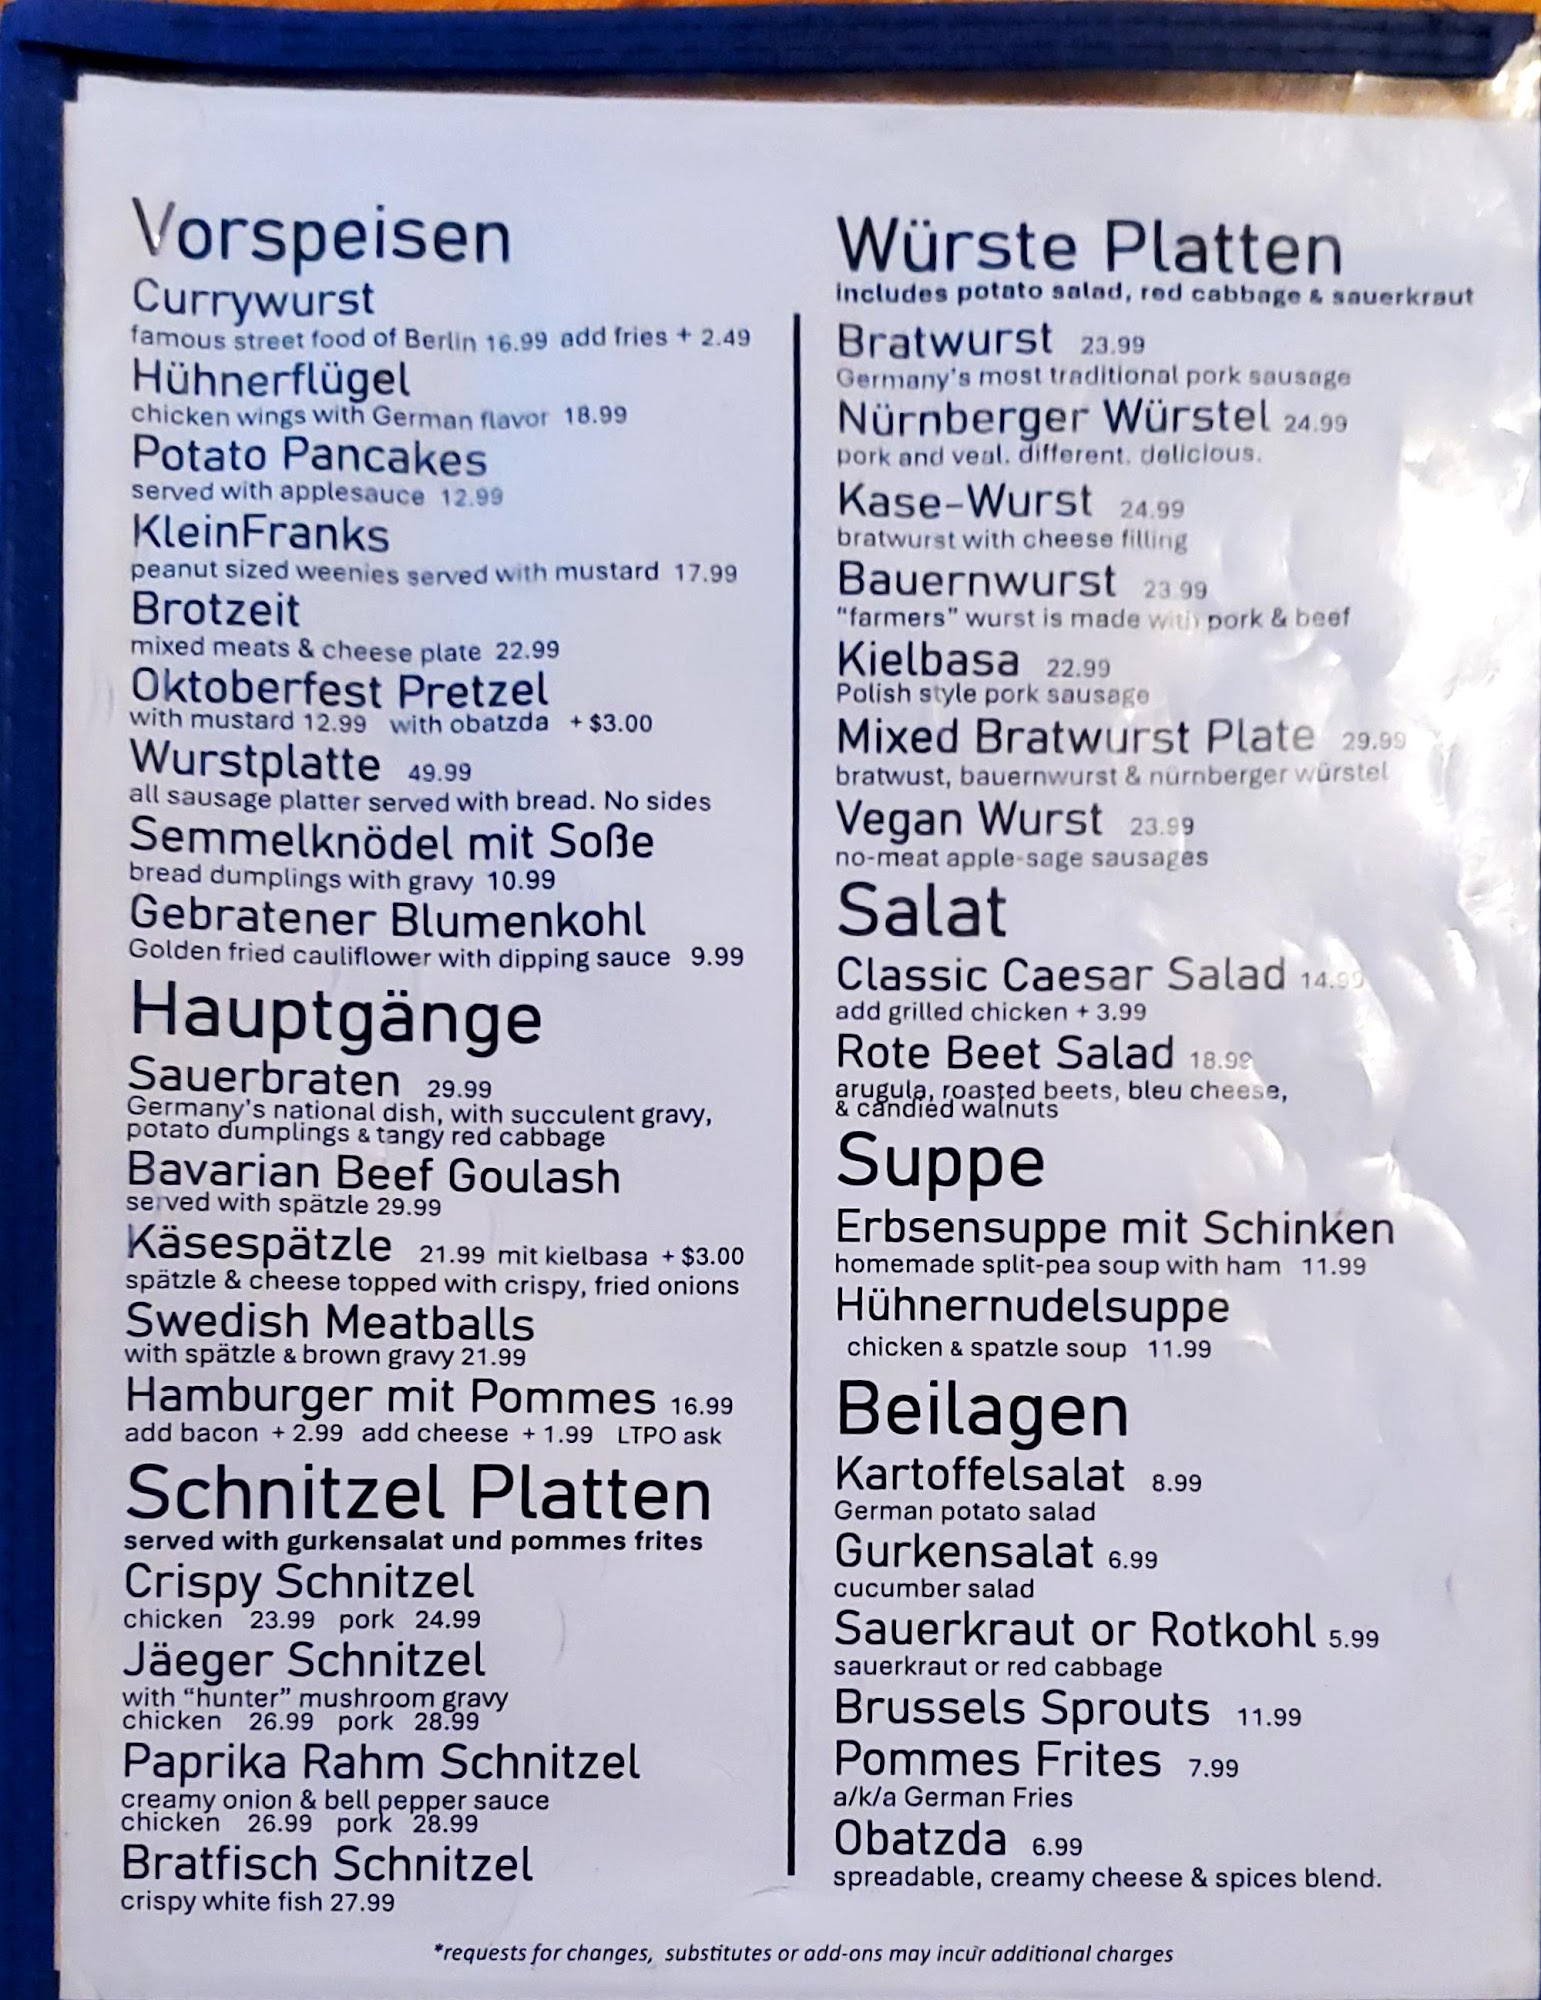 Vorspeisen
Currywurst
famous street food of Berlin 16.99 add fries + 2.49
Hühnerflügel
chicken wings with German flavor 18.99
Potato Pancakes
served with applesauce 12.99
KleinFranks
peanut sized weenies served with mustard 17.99
Brotzeit
mixed meats & cheese plate 22.99
Oktoberfest Pretzel
with mustard 12.99 with obatzda + $3.00
Wurstplatte 49.99
all sausage platter served with bread. No sides
Semmelknödel mit Soße
bread dumplings with gravy 10.99
Gebratener Blumenkohl
Golden fried cauliflower with dipping sauce 9.99
Hauptgänge
Sauerbraten 29.99
Germany's national dish, with succulent gravy,
potato dumplings & tangy red cabbage
Bavarian Beef Goulash
served with spätzle 29.99
Käsespätzle 21.99 mit kielbasa + $3.00
spätzle & cheese topped with crispy, fried onions
Swedish Meatballs
with spätzle & brown gravy 21.99
Hamburger mit Pommes 16.99
add bacon + 2.99 add cheese + 1.99 LTPO ask
Schnitzel Platten
served with gurkensalat und pommes frites
Crispy Schnitzel
chicken 23.99 pork 24.99
Jäeger Schnitzel
with “hunter” mushroom gravy
chicken 26.99 pork 28.99
Paprika Rahm Schnitzel
creamy onion & bell pepper sauce
chicken 26.99 pork 28.99
Bratfisch Schnitzel
crispy white fish 27.99
Würste Platten
includes potato salad, red cabbage & sauerkraut
Bratwurst 23.99
Germany's most traditional pork sausage
Nürnberger Würstel 24.99
pork and veal. different. delicious.
Kase-Wurst 24.99
bratwurst with cheese filling
Bauernwurst 23.99
“farmers” wurst is made with pork & beef
Kielbasa 22.99
Polish style pork sausage
Mixed Bratwurst Plate 29.99
bratwust, bauernwurst & nürnberger würstel
Vegan Wurst 23.99
no-meat apple-sage sausages
Salat
Classic Caesar Salad 14.99
add grilled chicken + 3.99
Rote Beet Salad 18.99
arugula, roasted beets, bleu cheese,
& candied walnuts
Suppe
Erbsensuppe mit Schinken
homemade split-pea soup with ham 11.99
Hühnernudelsuppe
chicken & spatzle soup 11.99
Beilagen
Kartoffelsalat 8.99
German potato salad
Gurkensalat 6.99
cucumber salad
Sauerkraut or Rotkohl 5.99
sauerkraut or red cabbage
Brussels Sprouts 11.99
Pommes Frites 7.99
a/k/a German Fries
Obatzda 6.99
spreadable, creamy cheese & spices blend.
*requests for changes, substitutes or add-ons may incur additional charges